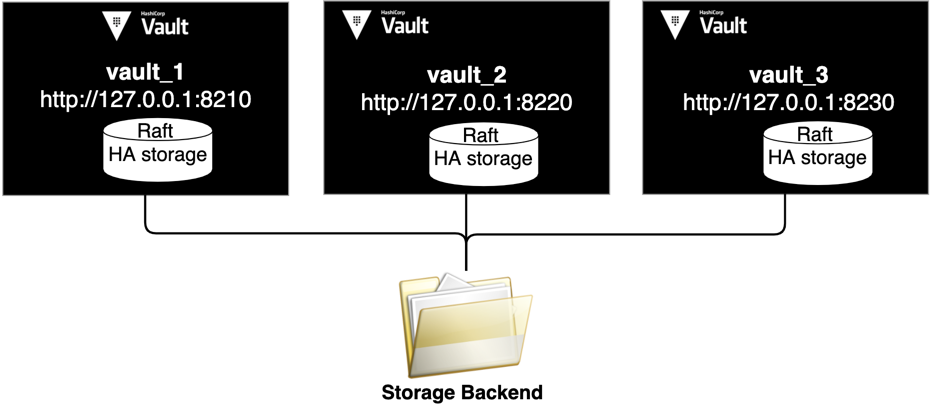 HashiCorp
Vault
vault_1
http://127.0.0.1:8210
Raft
HA storage
HashiCorp
Vault
vault_2
http://127.0.0.1:8220
Raft
HA storage
HashiCorp
Vault
vault_3
http://127.0.0.1:8230
Raft
HA storage
Storage Backend